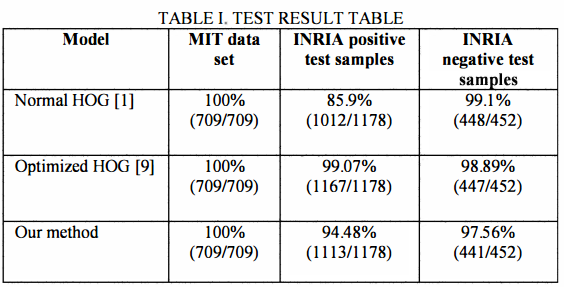 TABLE I. TEST RESULT TABLE
Model MIT data INRIA positive INRIA
set test samples negative test
samples
Normal HOG [1] 100% 85.9% 99.1%
(709/709) (1012/1178) (448/452)
Optimized HOG [9] 100% 99.07% 98.89%
(709/709) (1167/1178) (447/452)
Our method 100% 94.48% 97.56%
(709/709) (1113/1178) (441/452)